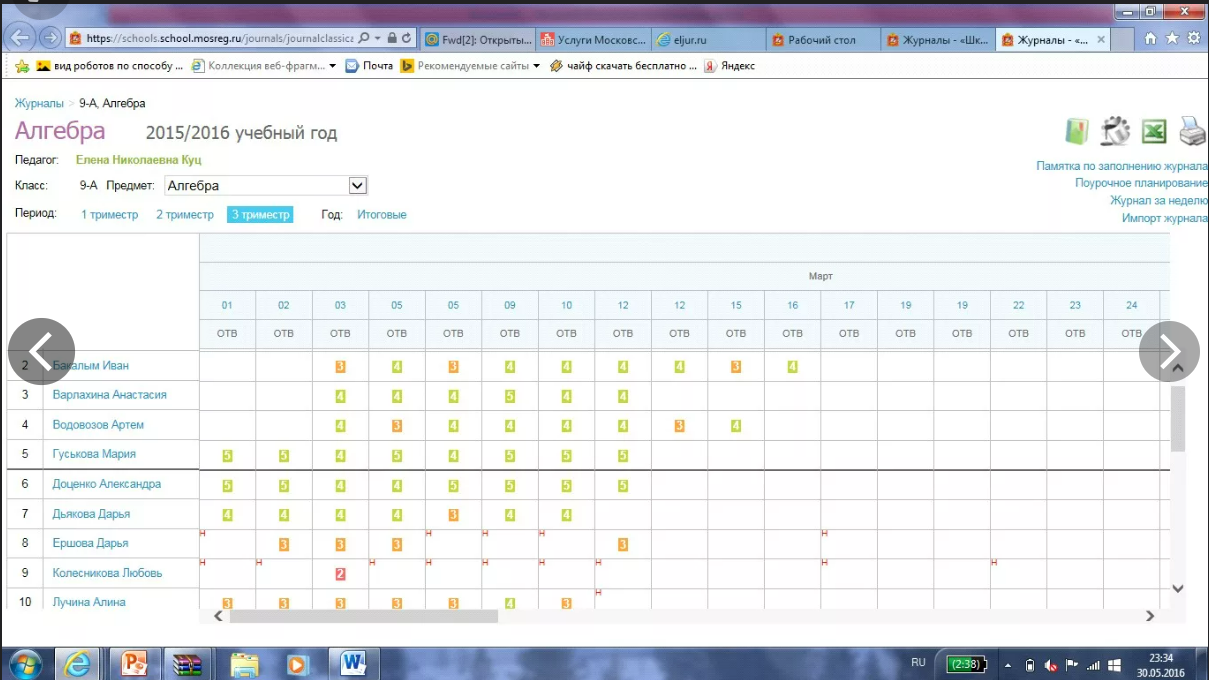 https://schools.school.mosreg.ru/journals/journalclassicа
Fwd[2]: Открыты...
Услуги Московс...
eljur.ru
Рабочий стол
Журналы - «Шк...
Журналы - «...
вид роботов по способу ...
Коллекция веб-фрагм...
Почта
Рекомендуемые сайты
чайф скачать бесплатно ...
Яндекс
Журналы > 9-А, Алгебра
Алгебра 2015/2016 учебный год
Педагог: Елена Николаевна Куц
Класс: 9-А Предмет: Алгебра
Период: 1 триместр 2 триместр 3 триместр Год: Итоговые
Памятка по заполнению журнала
Поурочное планирование
Журнал за неделю
Импорт журнала
Март
01 02 03 05 05 09 10 12 12 15 16 17 19 19 22 23 24
ОТВ ОТВ ОТВ ОТВ ОТВ ОТВ ОТВ ОТВ ОТВ ОТВ ОТВ ОТВ ОТВ ОТВ ОТВ ОТВ ОТВ
2 Бакалым Иван 3 4 3 4 4 4 4 3 4
3 Варлахина Анастасия 4 4 4 5 4 4
4 Водовозов Артем 4 3 4 4 4 4 3 4
5 Гуськова Мария 5 5 4 5 4 5 5 5
6 Доценко Александра 5 5 4 4 5 5 5 5
7 Дьякова Дарья 4 4 4 4 3 4 4
8 Ершова Дарья Н 3 3 3 Н Н Н 3 Н
9 Колесникова Любовь Н Н 2 Н Н Н Н Н Н Н
10 Лучина Алина 3 3 3 3 3 4 3 Н
RU
(2:38)
23:34
30.05.2016